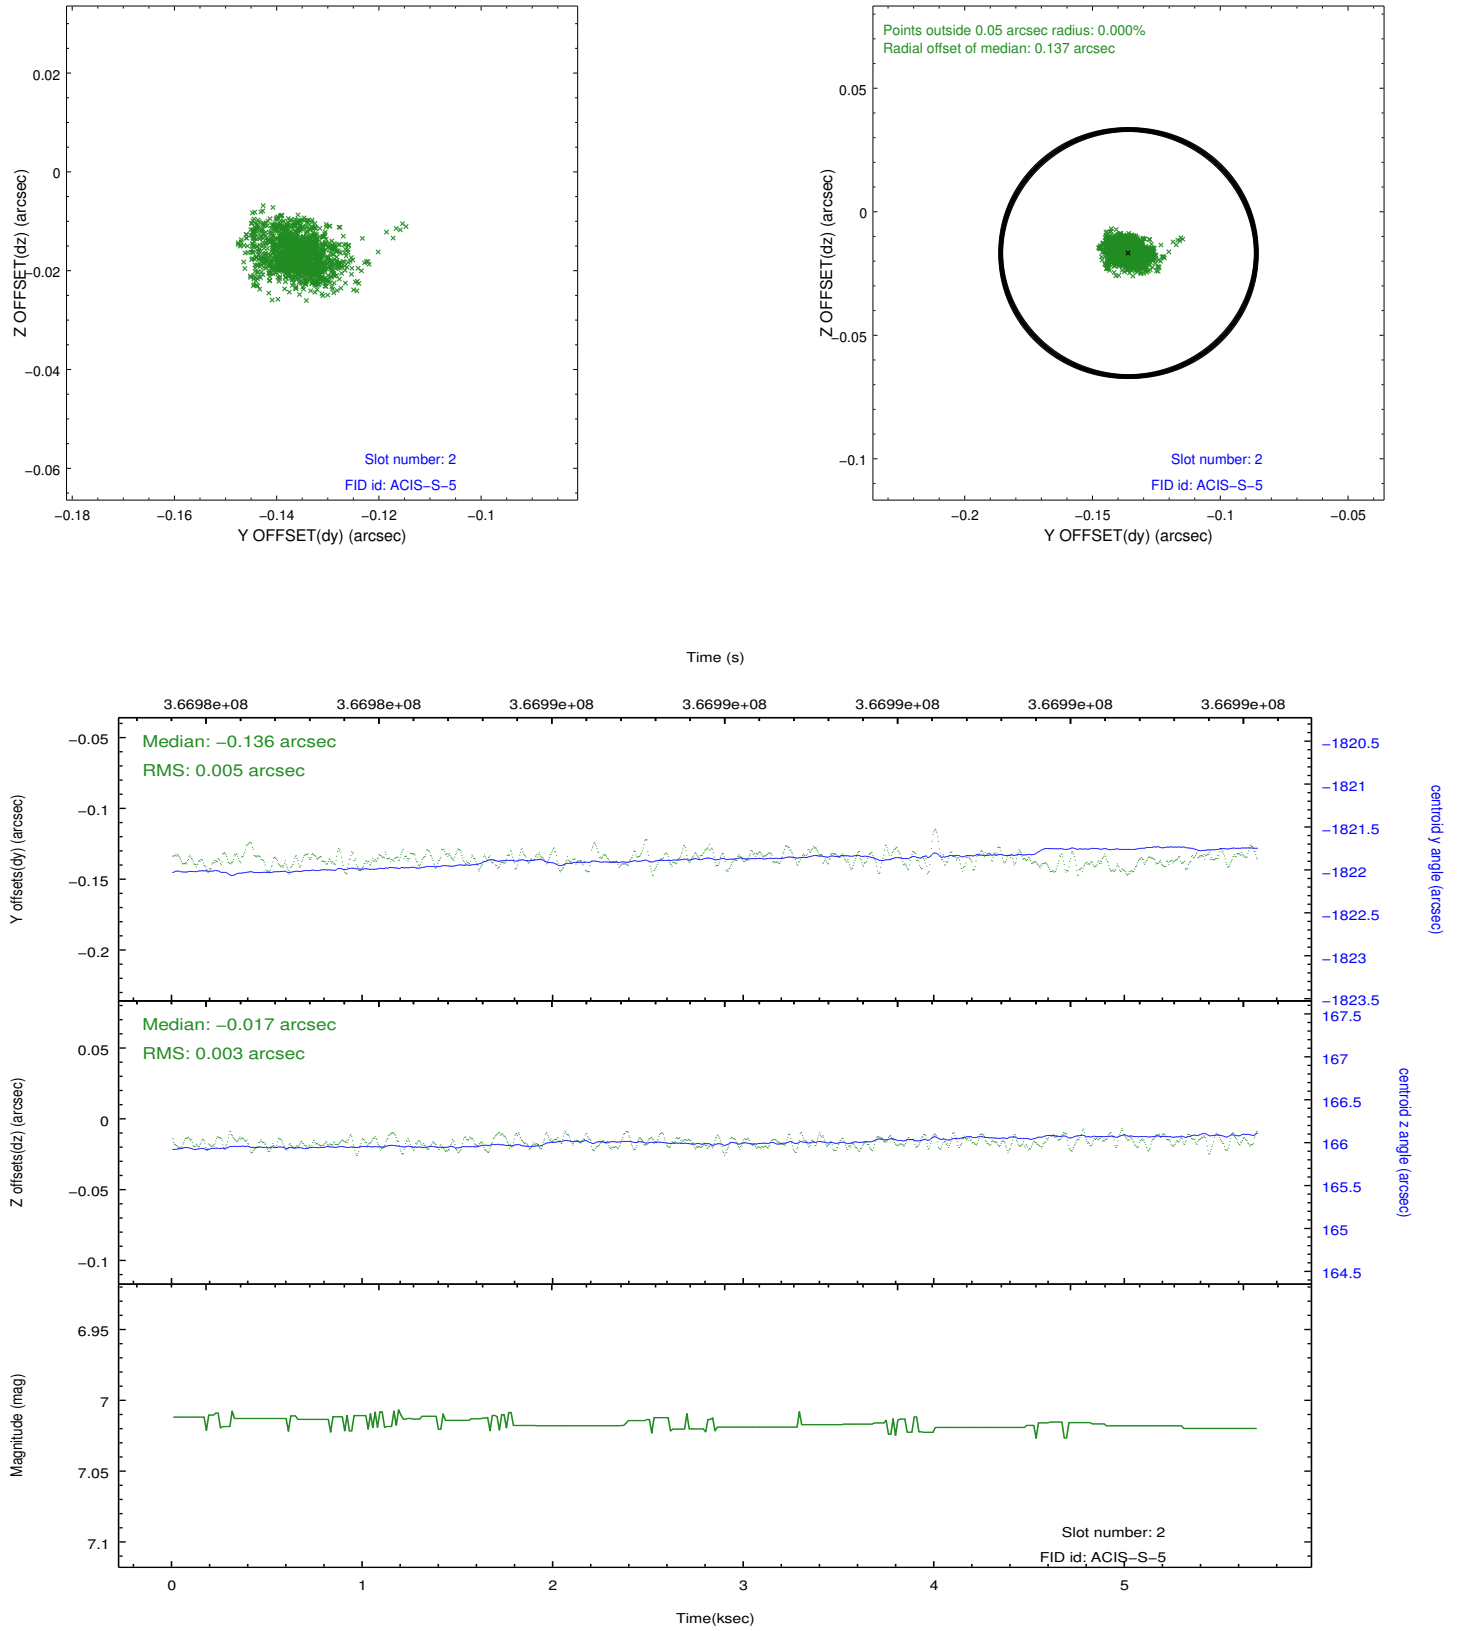 0.02
0
−0.02
−0.04
−0.06
Z OFFSET(dz) (arcsec)
Slot number: 2
FID id: ACIS−S−5
−0.18
−0.16
−0.14
−0.12
−0.1
Y OFFSET(dy) (arcsec)
Points outside 0.05 arcsec radius: 0.000%
Radial offset of median: 0.137 arcsec
0.05
0
−0.05
−0.1
Z OFFSET(dz) (arcsec)
Slot number: 2
FID id: ACIS−S−5
−0.2
−0.15
−0.1
−0.05
Y OFFSET(dy) (arcsec)
Time (s)
3.6698e+08
3.6698e+08
3.6699e+08
3.6699e+08
3.6699e+08
3.6699e+08
3.6699e+08
Median: −0.136 arcsec
RMS: 0.005 arcsec
−0.05
−0.1
−0.15
−0.2
Y offsets(dy) (arcsec)
−1820.5
−1821
−1821.5
−1822
−1822.5
−1823
−1823.5
centroid y angle (arcsec)
Median: −0.017 arcsec
RMS: 0.003 arcsec
0.05
0
−0.05
−0.1
Z offsets(dz) (arcsec)
167.5
167
166.5
166
165.5
165
164.5
centroid z angle (arcsec)
6.95
7
7.05
7.1
Magnitude (mag)
Slot number: 2
FID id: ACIS−S−5
0
1
2
3
4
5
Time(ksec)